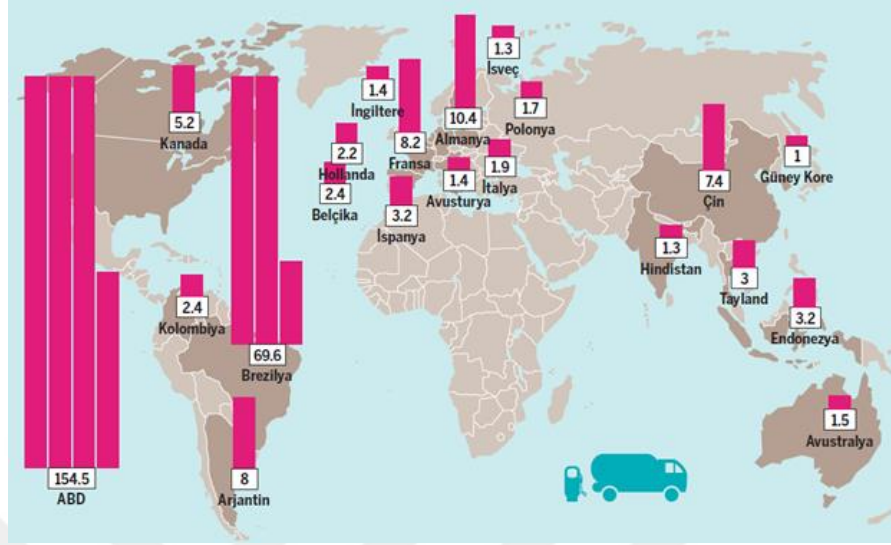 1.3
İsveç
1.4
İngiltere
5.2
Kanada
8.2
Fransa
10.4
Almanya
1.7
Polonya
2.2
Hollanda
2.4
Belçika
1.4
Avusturya
1.9
İtalya
3.2
İspanya
7.4
Çin
1
Güney Kore
1.3
Hindistan
3
Tayland
3.2
Endonezya
2.4
Kolombiya
69.6
Brezilya
154.5
ABD
8
Arjantin
1.5
Avustralya